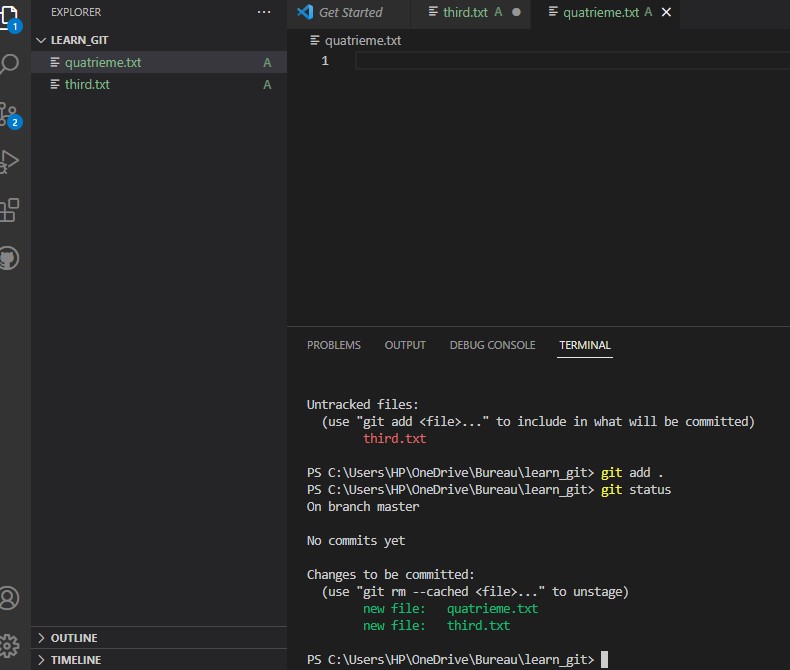 EXPLORER
···
LEARN_GIT
quatrieme.txt A
third.txt A
1
2
Get Started
third.txt A
quatrieme.txt A
quatrieme.txt
1
PROBLEMS OUTPUT DEBUG CONSOLE TERMINAL
Untracked files:
(use "git add <file>..." to include in what will be committed)
third.txt
PS C:\Users\HP\OneDrive\Bureau\learn_git> git add .
PS C:\Users\HP\OneDrive\Bureau\learn_git> git status
On branch master
No commits yet
Changes to be committed:
(use "git rm --cached <file>..." to unstage)
new file: quatrieme.txt
new file: third.txt
PS C:\Users\HP\OneDrive\Bureau\learn_git>
OUTLINE
TIMELINE